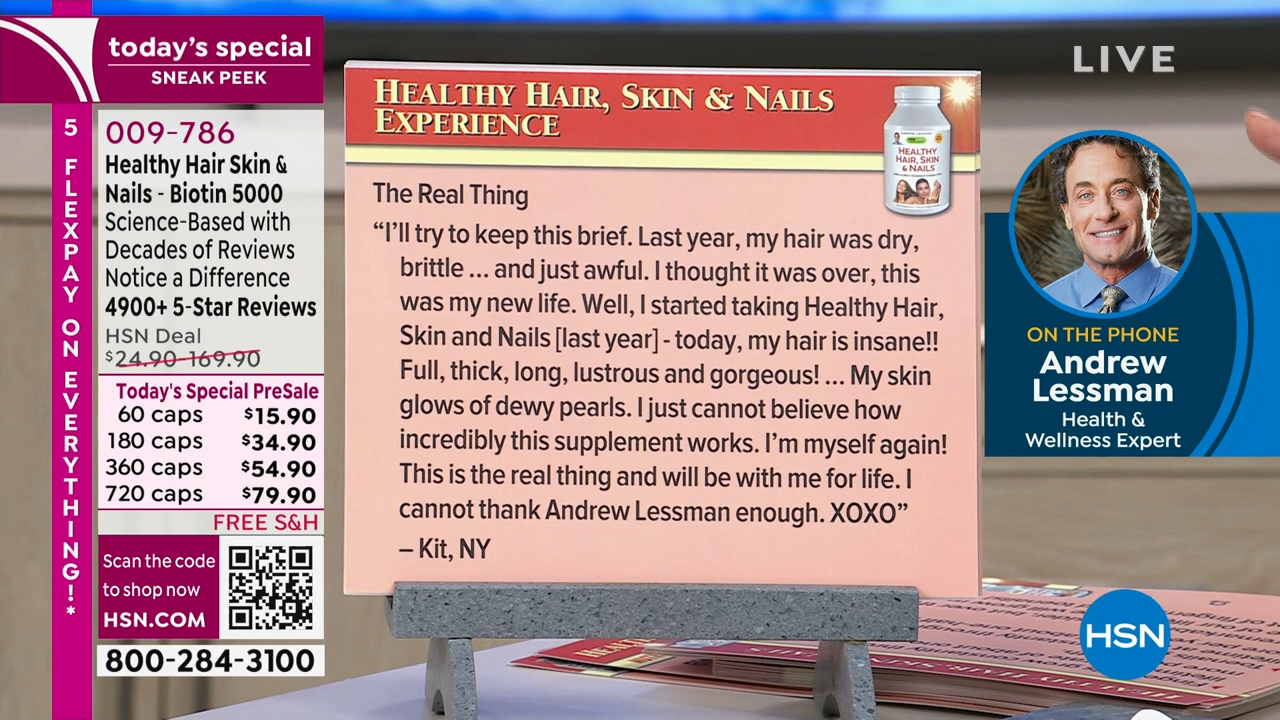 today's special
SNEAK PEEK
5 FLEXPAY ON EVERYTHING!*
009-786
Healthy Hair Skin &
Nails - Biotin 5000
Science-Based with
Decades of Reviews
Notice a Difference
4900+ 5-Star Reviews
HSN Deal
$24.90-169.90
Today's Special PreSale
60 caps $15.90
180 caps $34.90
360 caps $54.90
720 caps $79.90
FREE S&H
Scan the code
to shop now
HSN.COM
800-284-3100
HEALTHY HAIR, SKIN & NAILS
EXPERIENCE
HEALTHY
HAIR, SKIN
& NAILS
The Real Thing
“I’ll try to keep this brief. Last year, my hair was dry,
brittle ... and just awful. I thought it was over, this
was my new life. Well, I started taking Healthy Hair,
Skin and Nails [last year] - today, my hair is insane!!
Full, thick, long, lustrous and gorgeous! ... My skin
glows of dewy pearls. I just cannot believe how
incredibly this supplement works. I’m myself again!
This is the real thing and will be with me for life. I
cannot thank Andrew Lessman enough. XOXO”
– Kit, NY
LIVE
ON THE PHONE
Andrew
Lessman
Health &
Wellness Expert
HSN